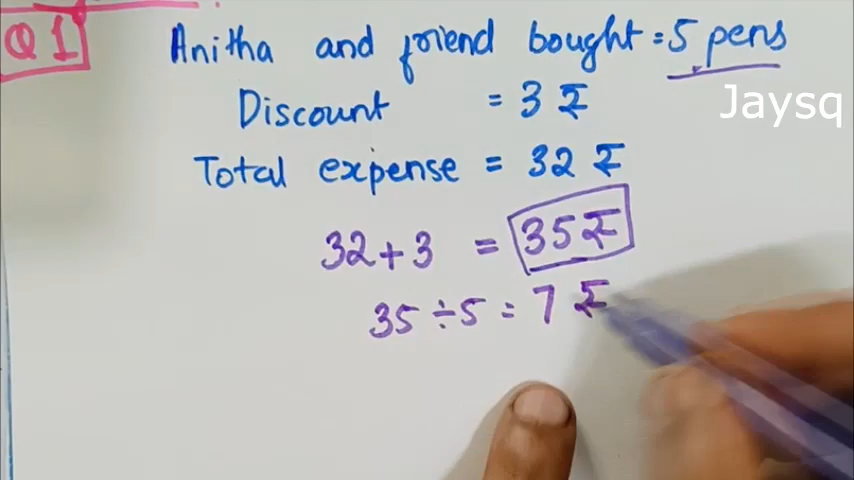 Q1
Anitha and friend bought = 5 pens
Discount = 3 ₹
Jaysq
Total expense = 32 ₹
32 + 3 = 35 ₹
35 ÷ 5 = 7 ₹